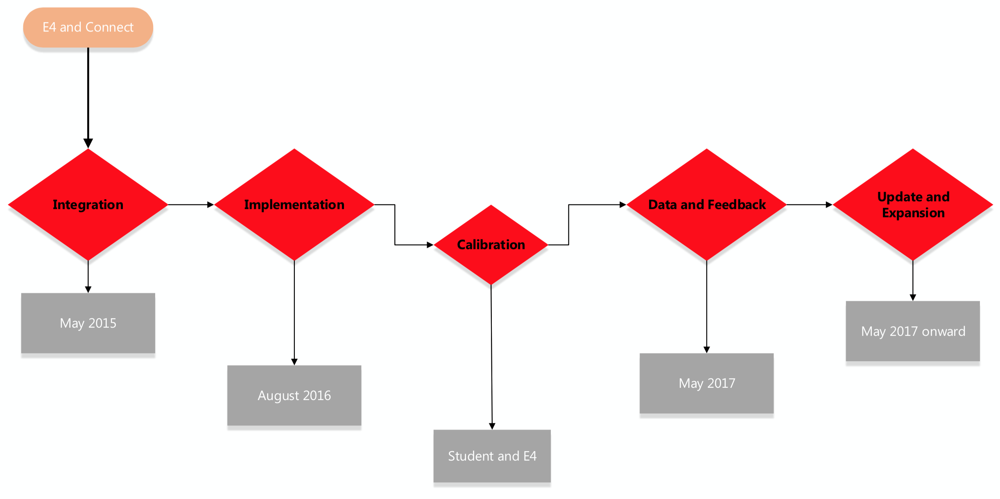 E4 and Connect
Integration
Implementation
Calibration
Data and Feedback
Update and
Expansion
May 2015
August 2016
Student and E4
May 2017
May 2017 onward